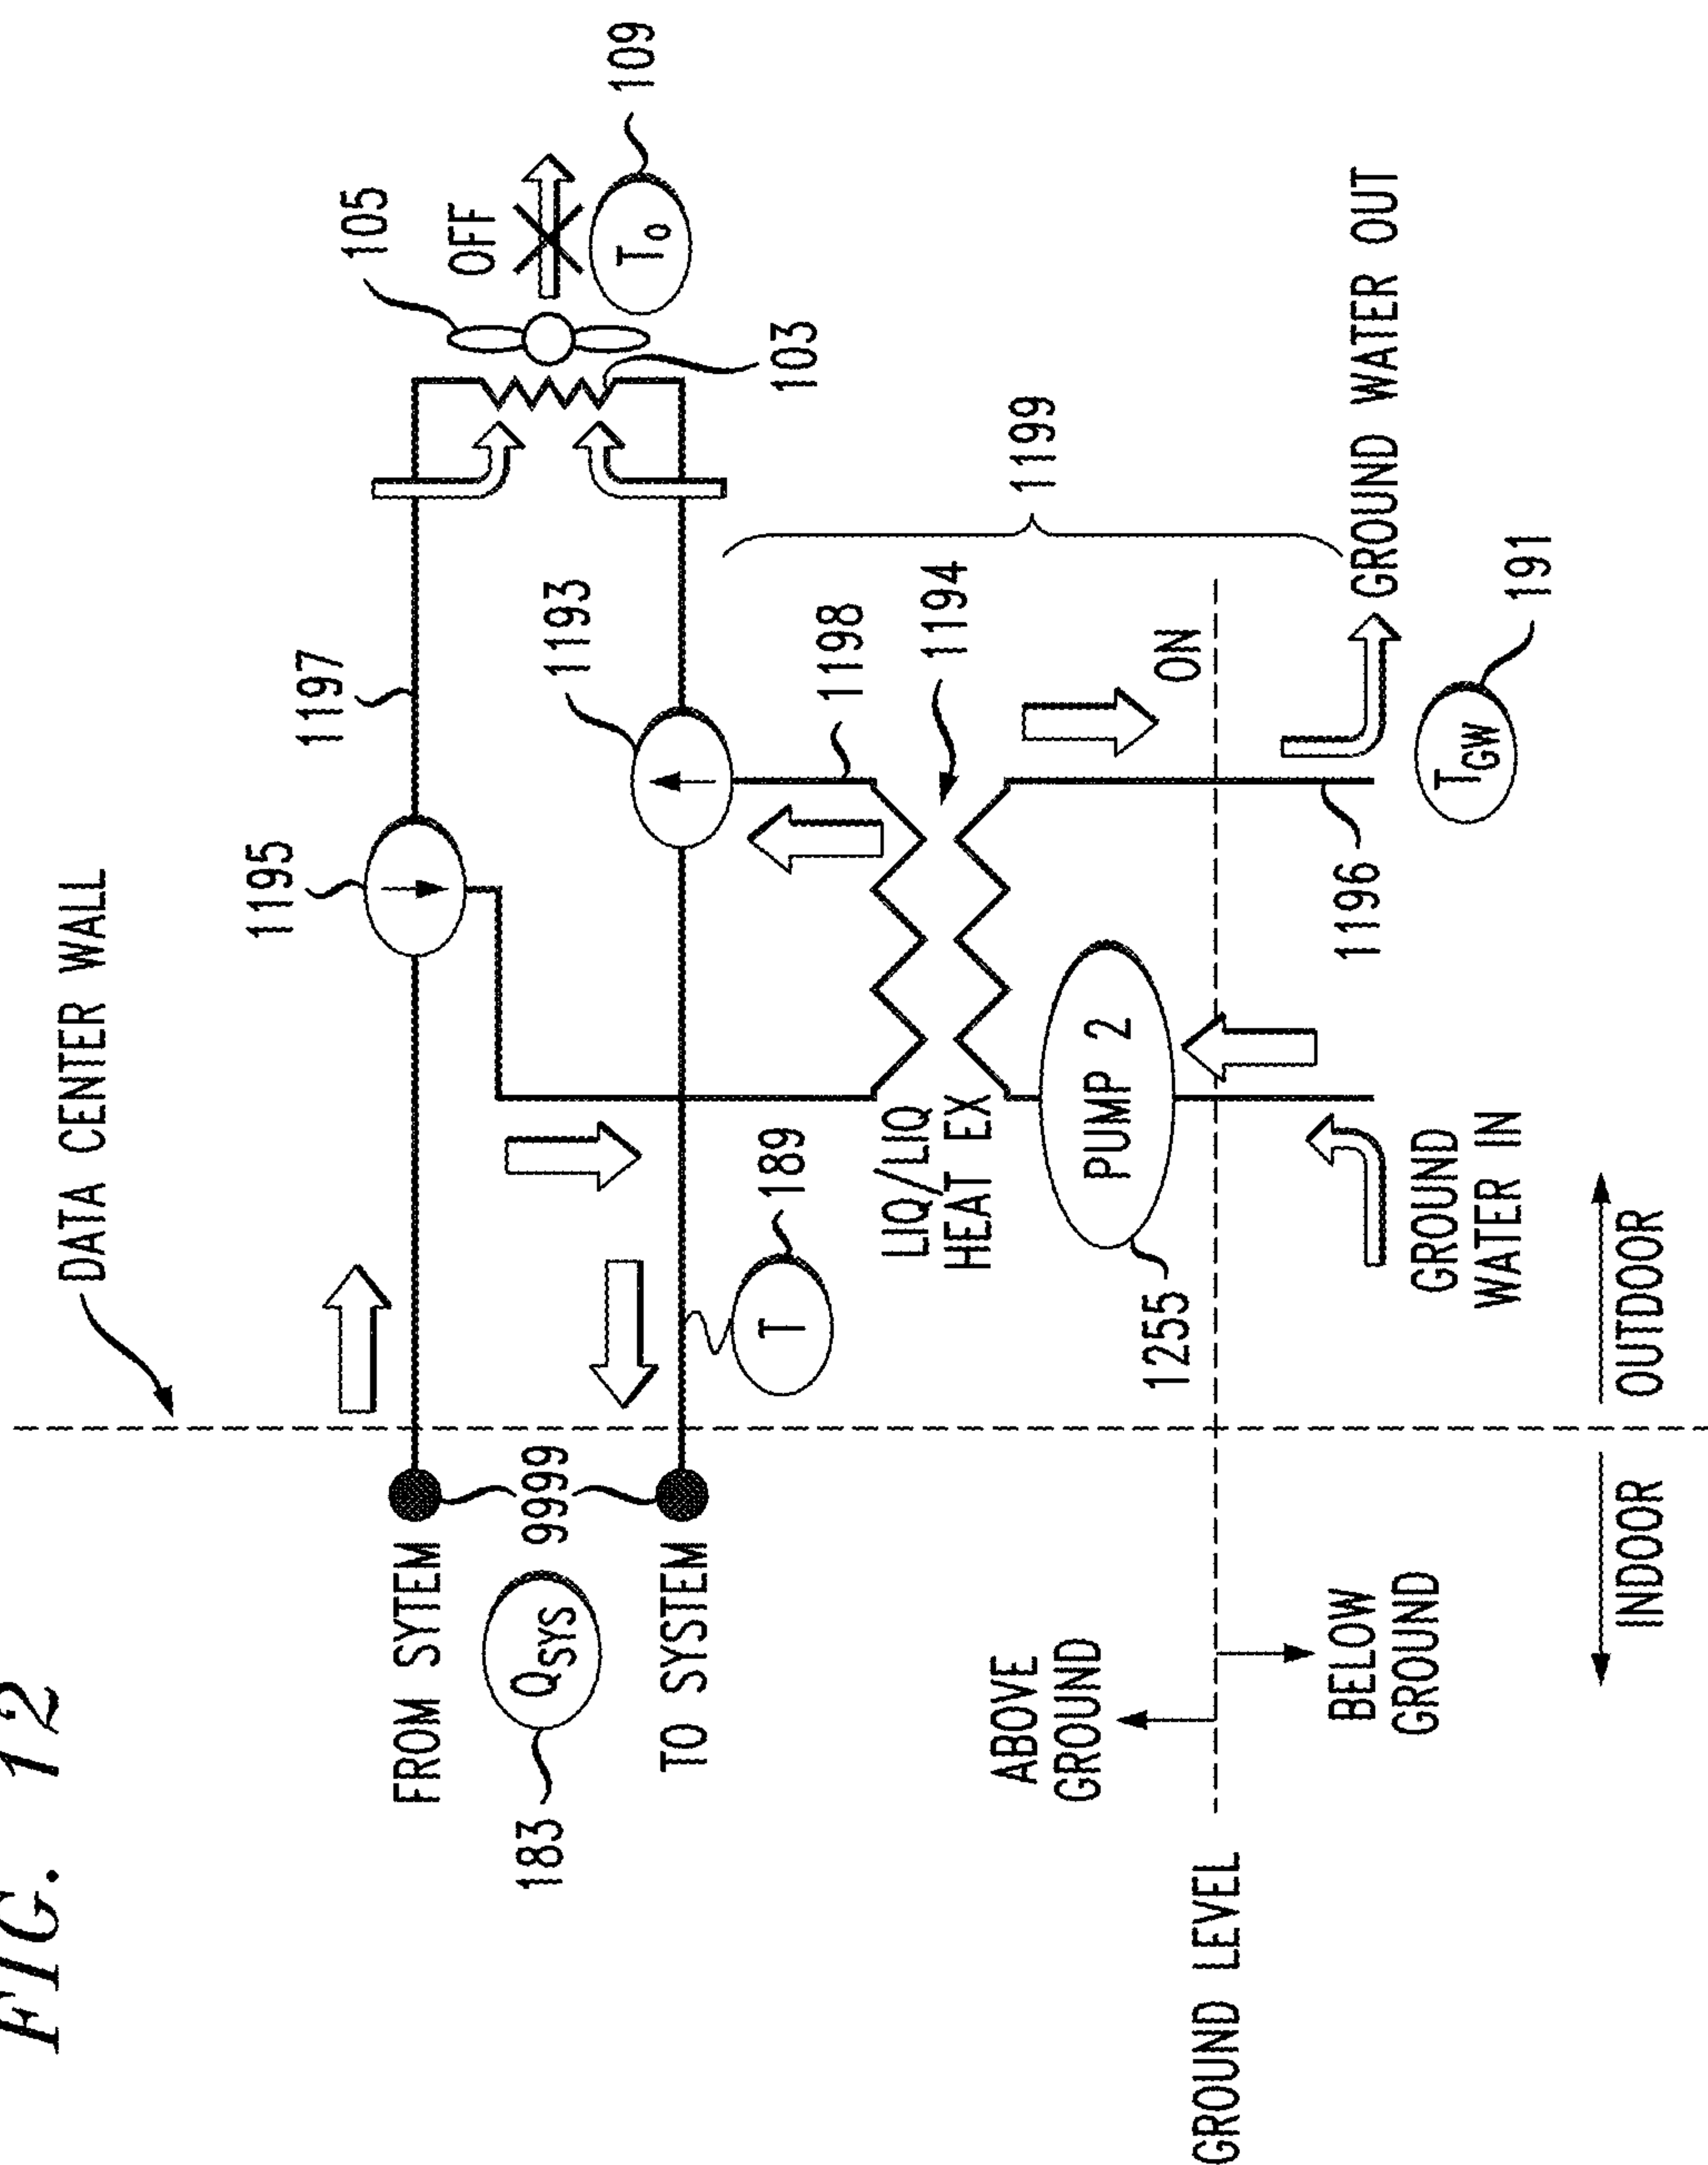 FIG. 12
DATA CENTER WALL
FROM SYTEM
9999
183
QSYS
TO SYSTEM
1195
1197
105
OFF
TO
109
103
1193
189
T
1198
1194
1199
LIQ/LIQ
HEAT EX
PUMP 2
1255
ON
ABOVE
GROUND
GROUND LEVEL
BELOW
GROUND
GROUND
WATER IN
1196
GROUND WATER OUT
TGW
191
INDOOR
OUTDOOR